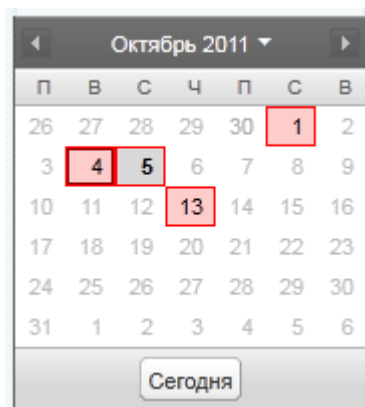 Октябрь 2011
П В С Ч П С В
26 27 28 29 30 1 2
3 4 5 6 7 8 9
10 11 12 13 14 15 16
17 18 19 20 21 22 23
24 25 26 27 28 29 30
31 1 2 3 4 5 6
Сегодня